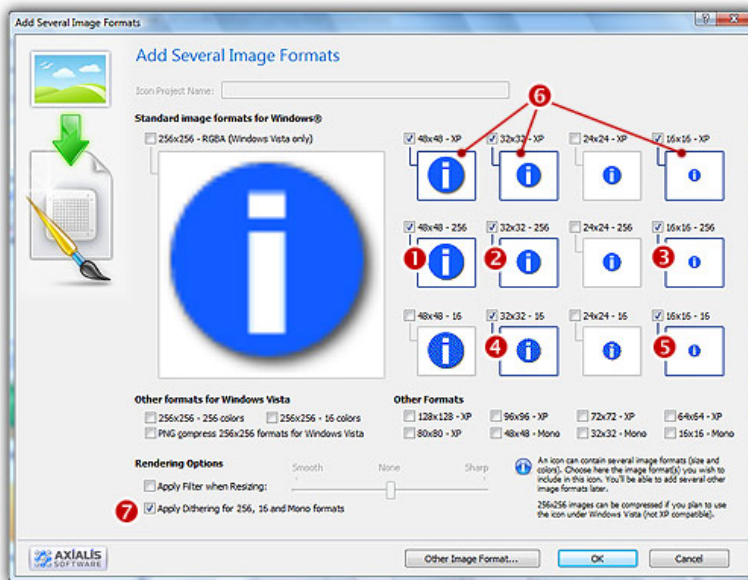 Add Several Image Formats
Add Several Image Formats
Icon Project Name:
Standard image formats for Windows®
256x256 - RGBA (Windows Vista only)
48x48 - XP
32x32 - XP
24x24 - XP
16x16 - XP
6
48x48 - 256
32x32 - 256
24x24 - 256
16x16 - 256
1
2
3
48x48 - 16
32x32 - 16
24x24 - 16
16x16 - 16
4
5
Other formats for Windows Vista
256x256 - 256 colors
256x256 - 16 colors
PNG compress 256x256 formats for Windows Vista
Other Formats
128x128 - XP
96x96 - XP
72x72 - XP
64x64 - XP
80x80 - XP
48x48 - Mono
32x32 - Mono
16x16 - Mono
Rendering Options
Smooth
None
Sharp
Apply Filter when Resizing:
7
Apply Dithering for 256, 16 and Mono formats
An icon can contain several image formats (size and
colors). Choose here the image format(s) you wish to
include in this icon. You'll be able to add several other
image formats later.
256x256 images can be compressed if you plan to use
the icon under Windows Vista (not XP compatible).
AXIALIS
SOFTWARE
Other Image Format...
OK
Cancel